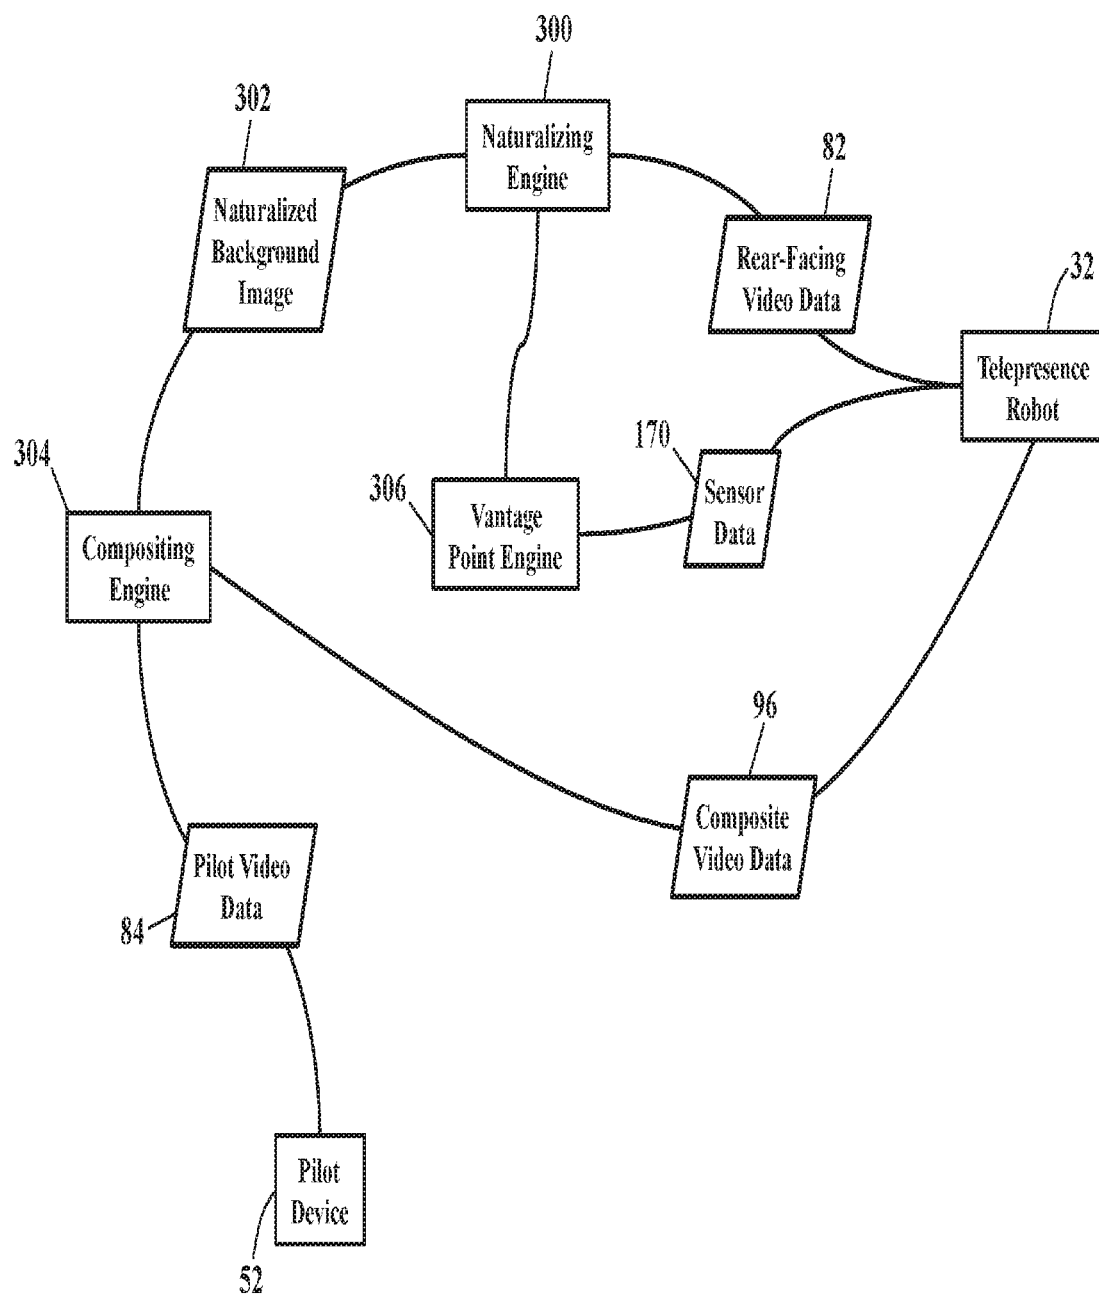 300
302
Naturalizing
Engine
82
Naturalized
Background
Image
Rear-Facing
Video Data
32
Telepresence
Robot
304
170
306
Vantage
Point Engine
Sensor
Data
Compositing
Engine
96
Composite
Video Data
Pilot Video
Data
84
Pilot
Device
52